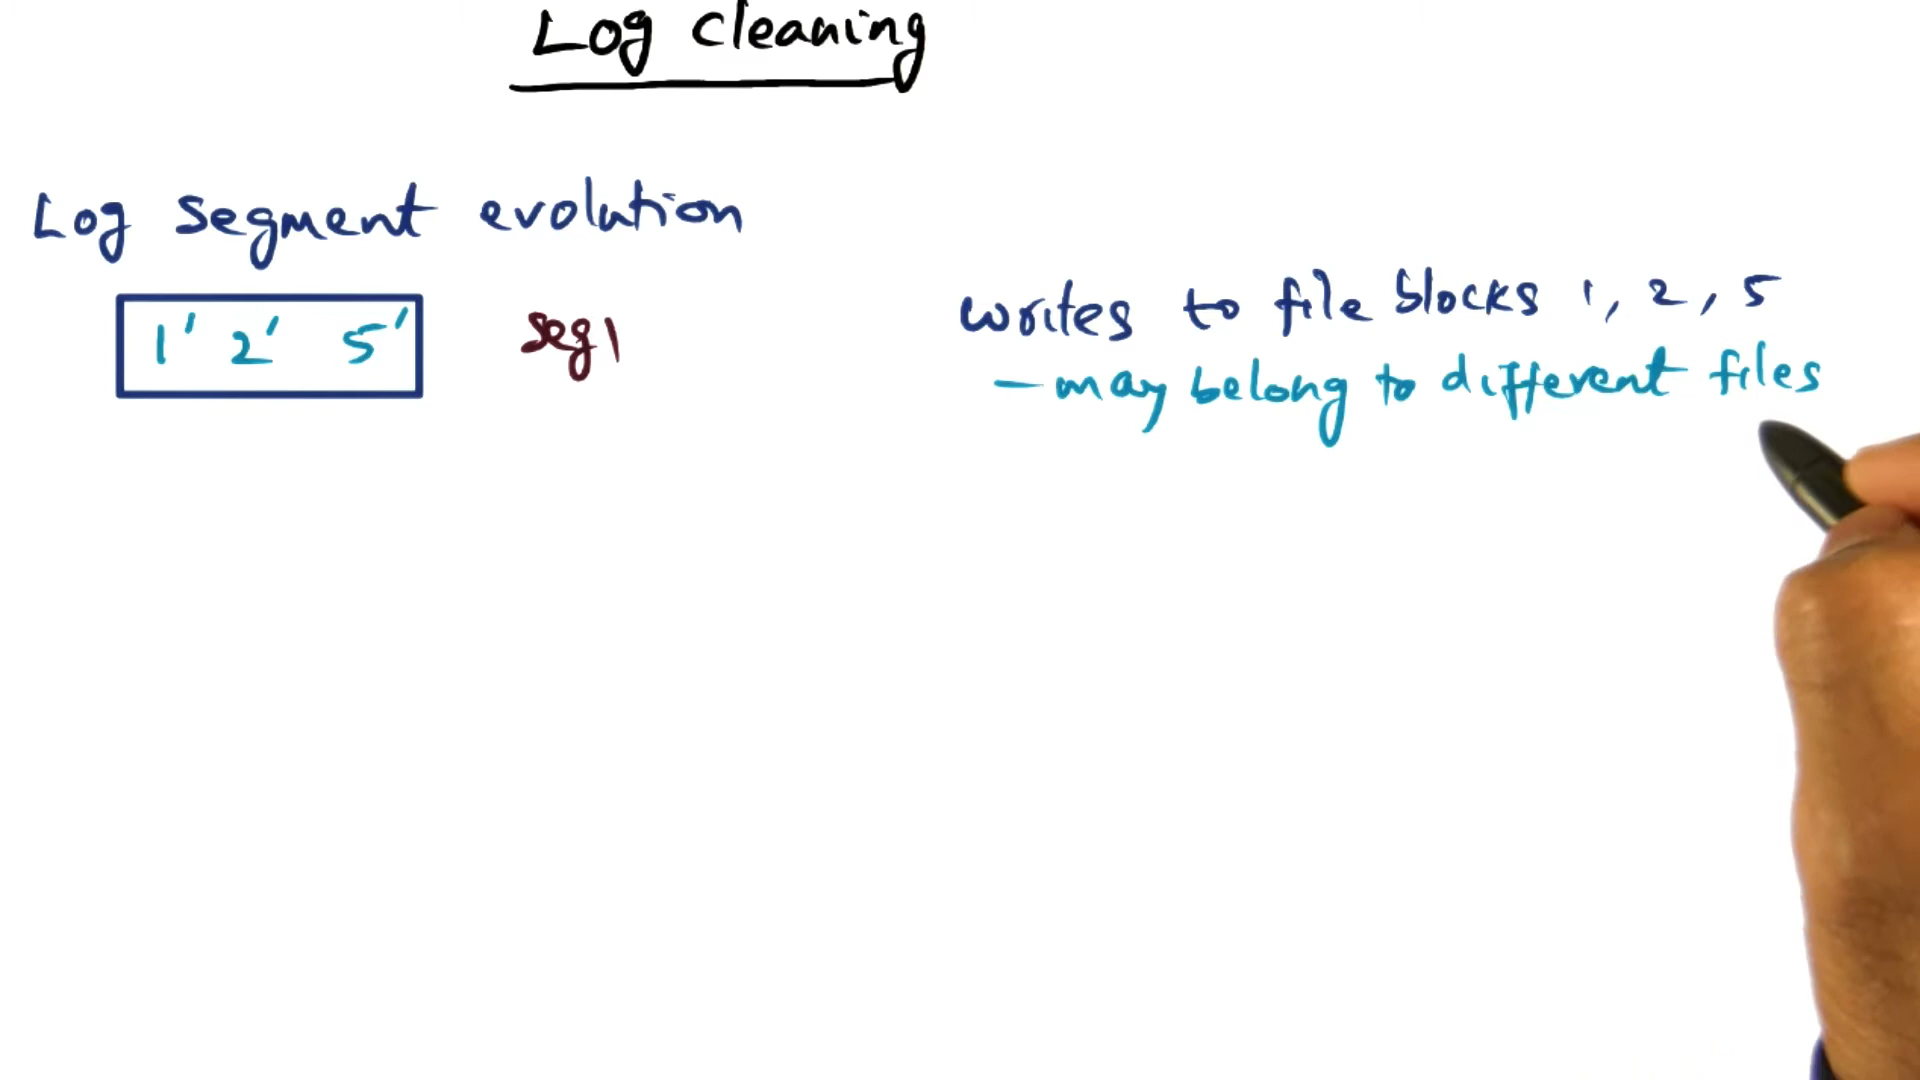 Log cleaning
Log segment evolution
1' 2' 5' seg1
writes to file blocks 1, 2, 5
- may belong to different files